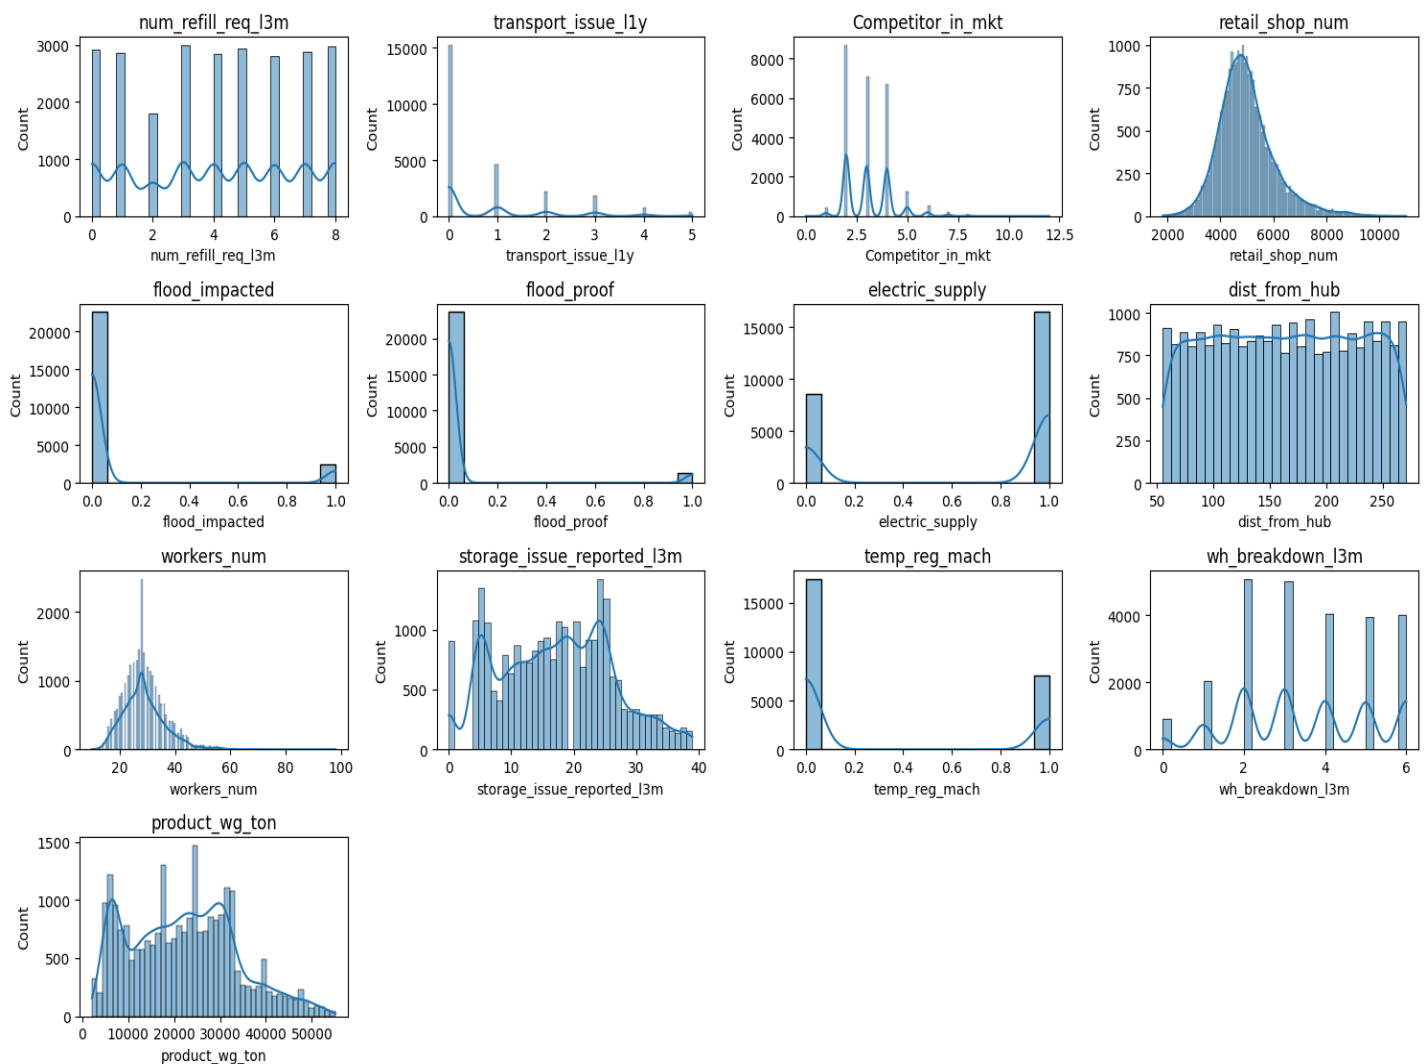 num_refill_req_l3m
transport_issue_l1y
Competitor_in_mkt
retail_shop_num
3000
2000
1000
0
Count
0 2 4 6 8
num_refill_req_l3m
15000
10000
5000
0
Count
0 1 2 3 4 5
transport_issue_l1y
8000
6000
4000
2000
0
Count
0.0 2.5 5.0 7.5 10.0 12.5
Competitor_in_mkt
1000
750
500
250
0
Count
2000 4000 6000 8000 10000
retail_shop_num
flood_impacted
flood_proof
electric_supply
dist_from_hub
20000
15000
10000
5000
0
Count
0.0 0.2 0.4 0.6 0.8 1.0
flood_impacted
20000
15000
10000
5000
0
Count
0.0 0.2 0.4 0.6 0.8 1.0
flood_proof
15000
10000
5000
0
Count
0.0 0.2 0.4 0.6 0.8 1.0
electric_supply
1000
750
500
250
0
Count
50 100 150 200 250
dist_from_hub
workers_num
storage_issue_reported_l3m
temp_reg_mach
wh_breakdown_l3m
2000
1000
0
Count
20 40 60 80 100
workers_num
1000
500
0
Count
0 10 20 30 40
storage_issue_reported_l3m
15000
10000
5000
0
Count
0.0 0.2 0.4 0.6 0.8 1.0
temp_reg_mach
4000
2000
0
Count
0 2 4 6
wh_breakdown_l3m
product_wg_ton
1500
1000
500
0
Count
0 10000 20000 30000 40000 50000
product_wg_ton